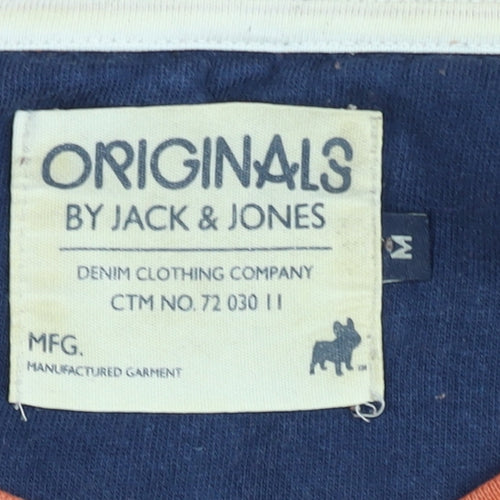 ORIGINALS
BY JACK & JONES
DENIM CLOTHING COMPANY
CTM NO. 72 030 11
MFG.
MANUFACTURED GARMENT
M